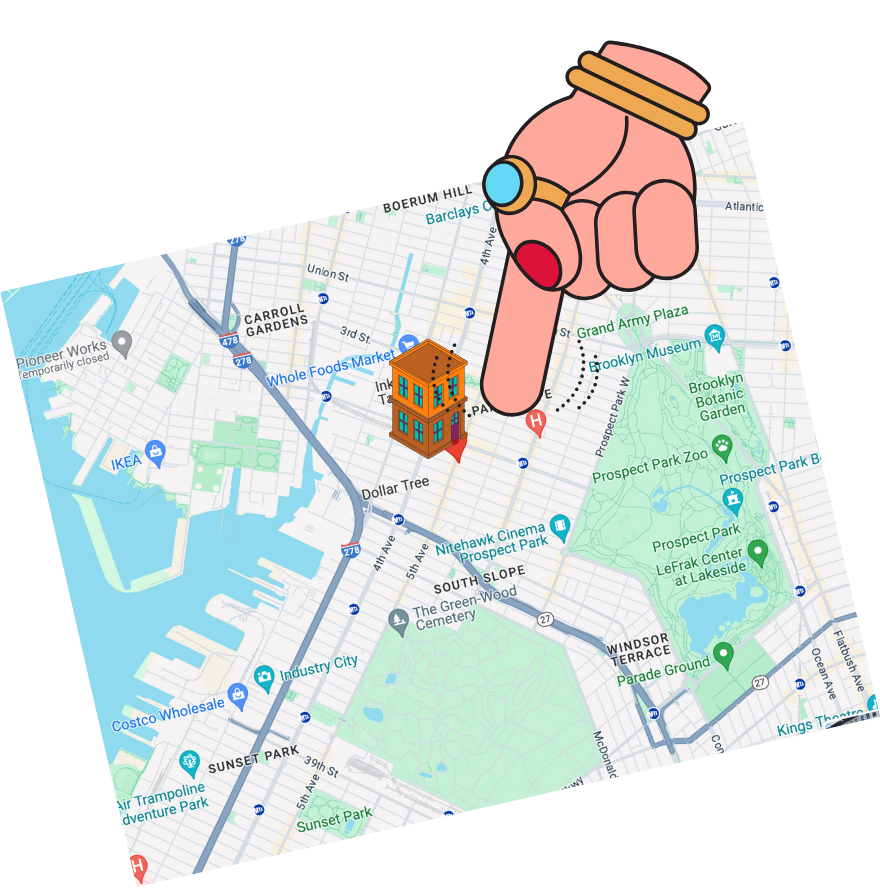 BOERUM HILL
Barclays C
Atlantic
4th Ave
278
Union St
CARROLL
GARDENS
3rd St
St
Grand Army Plaza
478
278
Pioneer Works
Temporarily closed
Whole Foods Market
Brooklyn Museum
Ink
Ta
PA
E
H
Prospect Park W
Brooklyn
Botanic
Garden
IKEA
Prospect Park Zoo
Prospect Park B
Dollar Tree
278
4th Ave
5th Ave
Nitehawk Cinema
Prospect Park
Prospect Park
LeFrak Center
at Lakeside
SOUTH SLOPE
The Green-Wood
Cemetery
27
WINDSOR
TERRACE
Parade Ground
27
Ocean Ave
Flatbush Ave
Industry City
Costco Wholesale
Kings Theatre
SUNSET PARK
39th St
McDonald
Con
Air Trampoline
dventure Park
5th Ave
Sunset Park
H